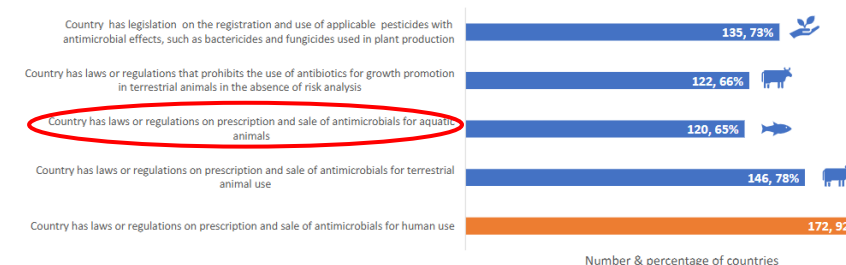 Country has legislation on the registration and use of applicable pesticides with
antimicrobial effects, such as bactericides and fungicides used in plant production
135, 73%
Country has laws or regulations that prohibits the use of antibiotics for growth promotion
in terrestrial animals in the absence of risk analysis
122, 66%
Country has laws or regulations on prescription and sale of antimicrobials for aquatic
animals
120, 65%
Country has laws or regulations on prescription and sale of antimicrobials for terrestrial
animal use
146, 78%
Country has laws or regulations on prescription and sale of antimicrobials for human use
172, 92
Number & percentage of countries